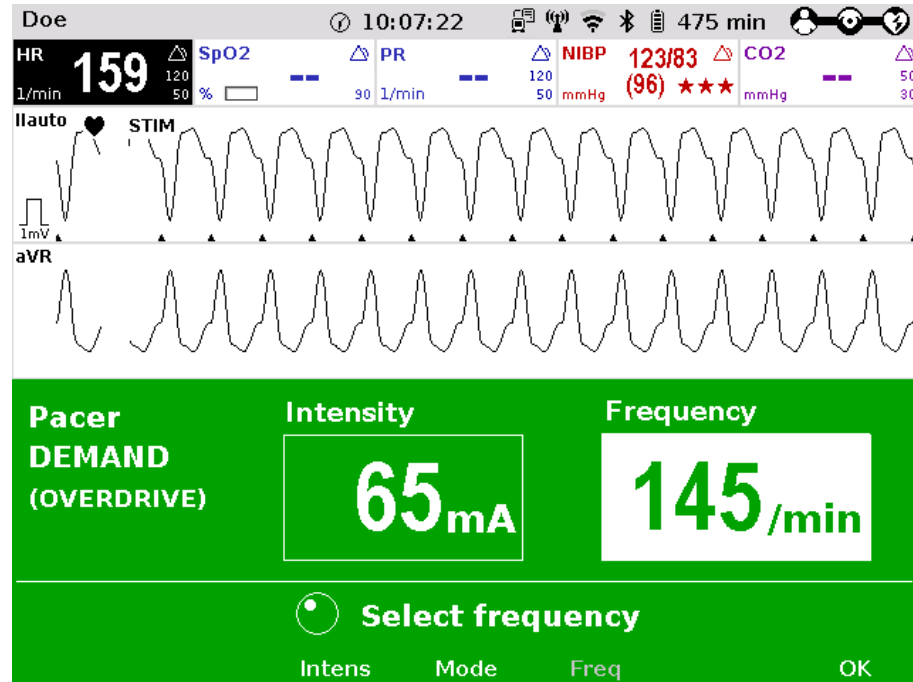 Doe 10:07:22 475 min
HR 159 120 50 1/min
SpO2 -- 90 %
PR -- 120 50 1/min
NIBP 123/83 (96) ★★★ mmHg
CO2 -- 50 30 mmHg
IIauto STIM
1mV
aVR
Pacer
DEMAND
(OVERDRIVE)
Intensity
65 mA
Frequency
145 /min
Select frequency
Intens Mode Freq OK